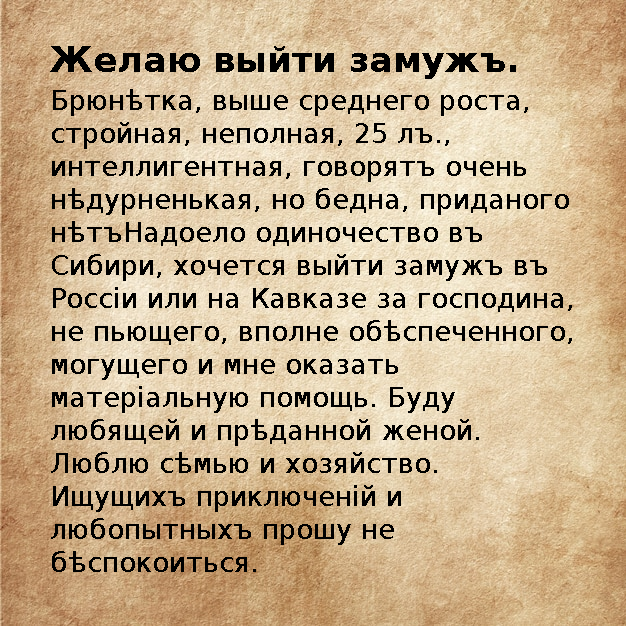 Желаю выйти замужъ.
Брюнѣтка, выше среднего роста,
стройная, неполная, 25 лъ.,
интеллигентная, говорятъ очень
нѣдурненькая, но бедна, приданого
нѣтъНадоело одиночество въ
Сибири, хочется выйти замужъ въ
Россіи или на Кавказе за господина,
не пьющего, вполне обѣспеченного,
могущего и мне оказать
матеріальную помощь. Буду
любящей и прѣданной женой.
Люблю сѣмью и хозяйство.
Ищущихъ приключеній и
любопытныхъ прошу не
бѣспокоиться.